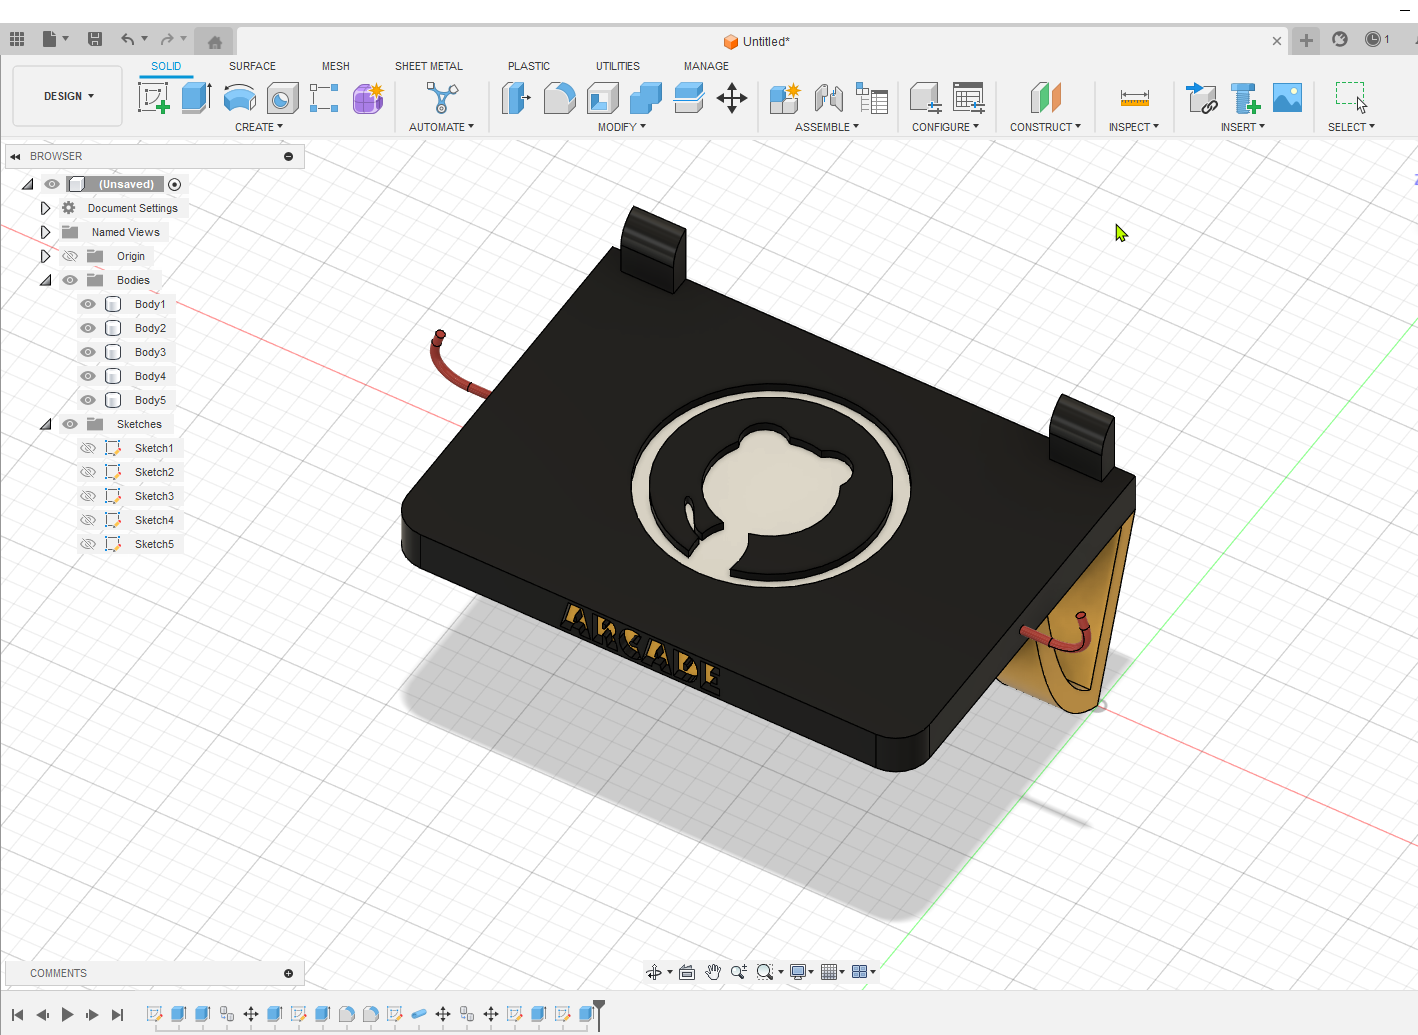 Untitled*
1
DESIGN
SOLID
SURFACE
MESH
SHEET METAL
PLASTIC
UTILITIES
MANAGE
CREATE
AUTOMATE
MODIFY
ASSEMBLE
CONFIGURE
CONSTRUCT
INSPECT
INSERT
SELECT
BROWSER
(Unsaved)
Document Settings
Named Views
Origin
Bodies
Body1
Body2
Body3
Body4
Body5
Sketches
Sketch1
Sketch2
Sketch3
Sketch4
Sketch5
ARCADE
COMMENTS